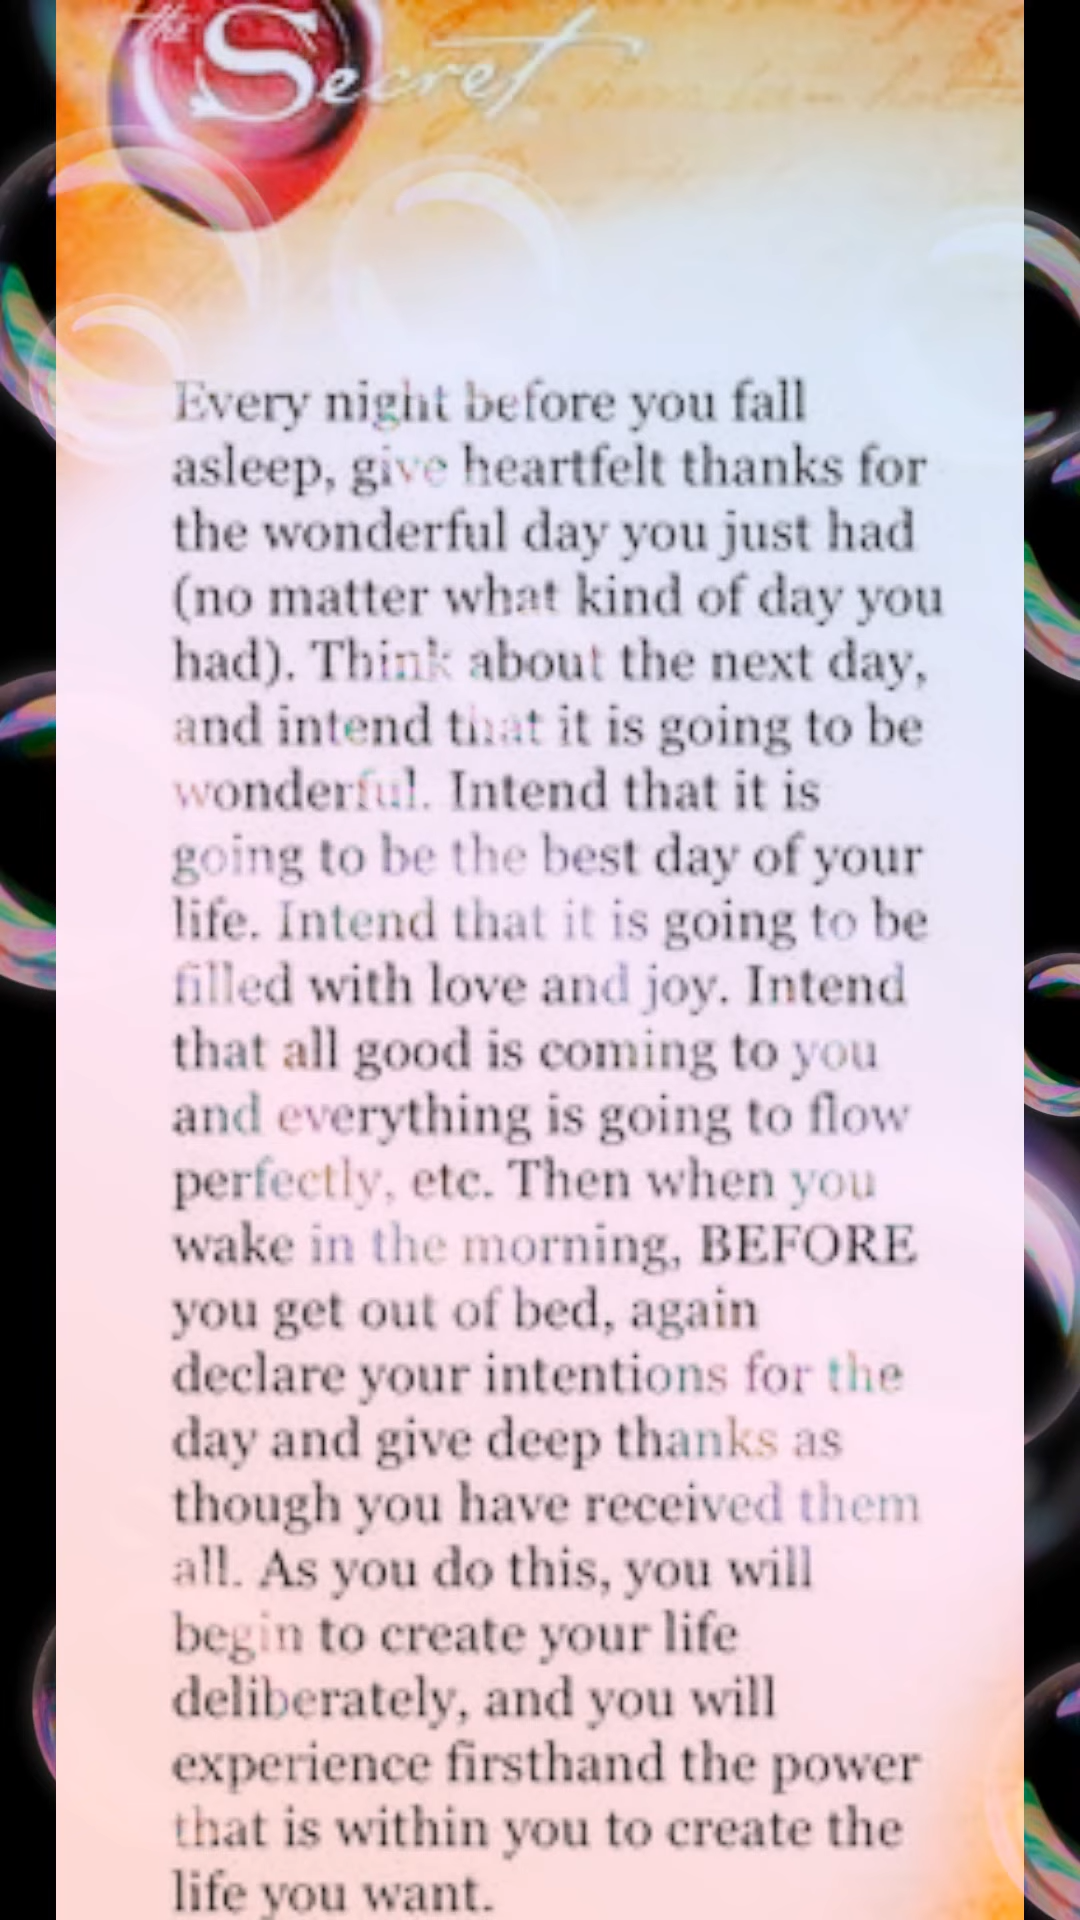 the Secret
Every night before you fall
asleep, give heartfelt thanks for
the wonderful day you just had
(no matter what kind of day you
had). Think about the next day,
and intend that it is going to be
wonderful. Intend that it is
going to be the best day of your
life. Intend that it is going to be
filled with love and joy. Intend
that all good is coming to you
and everything is going to flow
perfectly, etc. Then when you
wake in the morning, BEFORE
you get out of bed, again
declare your intentions for the
day and give deep thanks as
though you have received them
all. As you do this, you will
begin to create your life
deliberately, and you will
experience firsthand the power
that is within you to create the
life you want.